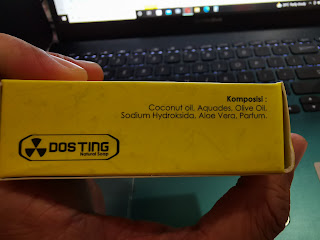 Komposisi :
Coconut oil, Aquades, Olive Oil,
Sodium Hydroksida, Aloe Vera, Parfum.
DOSTING
Natural Soap